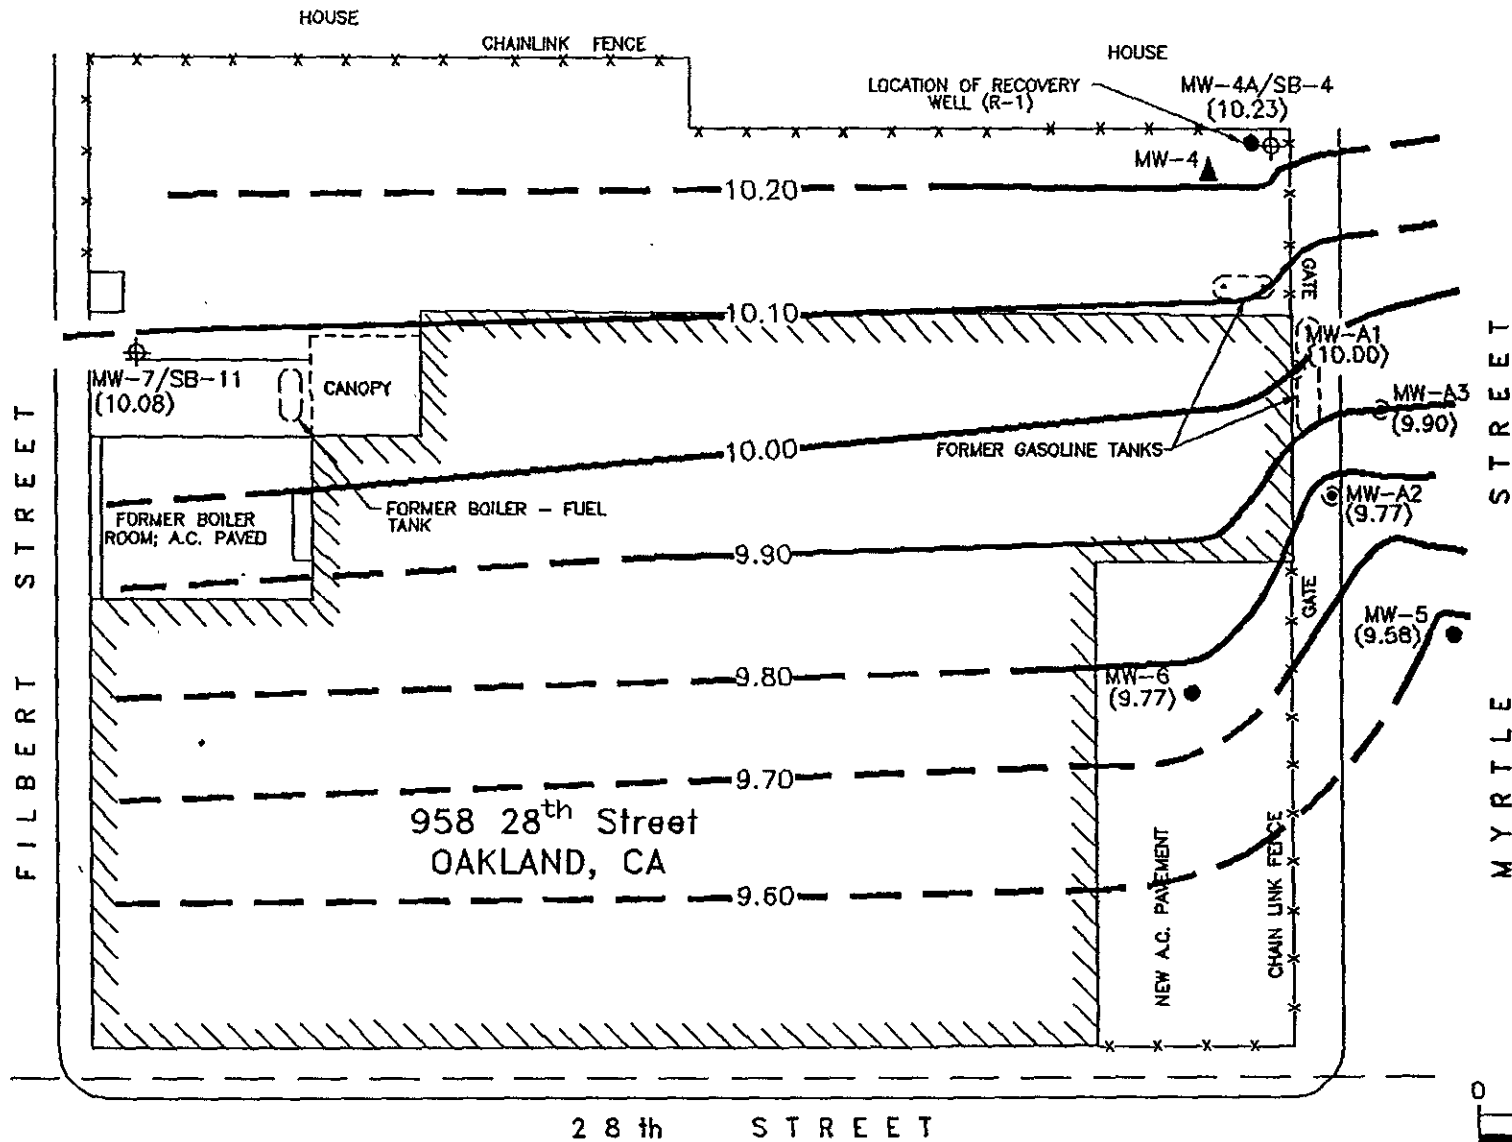 HOUSE
CHAINLINK FENCE
HOUSE
LOCATION OF RECOVERY
WELL (R-1)
MW-4A/SB-4
(10.23)
MW-4
10.20
GATE
10.10
MW-A1
(10.00)
MW-7/SB-11
(10.08)
CANOPY
MW-A3
(9.90)
10.00
FORMER GASOLINE TANKS
FORMER BOILER
ROOM; A.C. PAVED
FORMER BOILER - FUEL
TANK
MW-A2
(9.77)
9.90
GATE
MW-5
(9.58)
9.80
MW-6
(9.77)
9.70
958 28th Street
OAKLAND, CA
9.60
NEW A.C. PAVEMENT
CHAIN LINK FENCE
FILBERT STREET
MYRTLE STREET
28th STREET
0